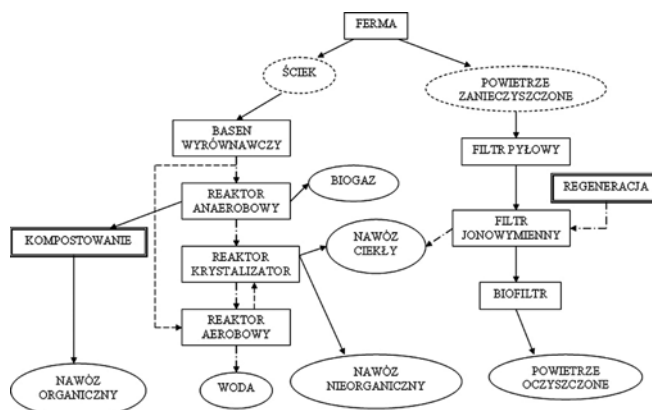 FERMA
ŚCIEK
POWIETRZE
ZANIECZYSZCZONE
BASEN
WYRÓWNAWCZY
FILTR PYŁOWY
BIOGAZ
REGENERACJA
REAKTOR
ANAEROBOWY
KOMPOSTOWANIE
NAWÓZ
CIEKŁY
FILTR
JONOWYMIENNY
REAKTOR
KRYSTALIZATOR
BIOFILTR
REAKTOR
AEROBOWY
NAWÓZ
ORGANICZNY
WODA
NAWÓZ
NIEORGANICZNY
POWIETRZE
OCZYSZCZONE